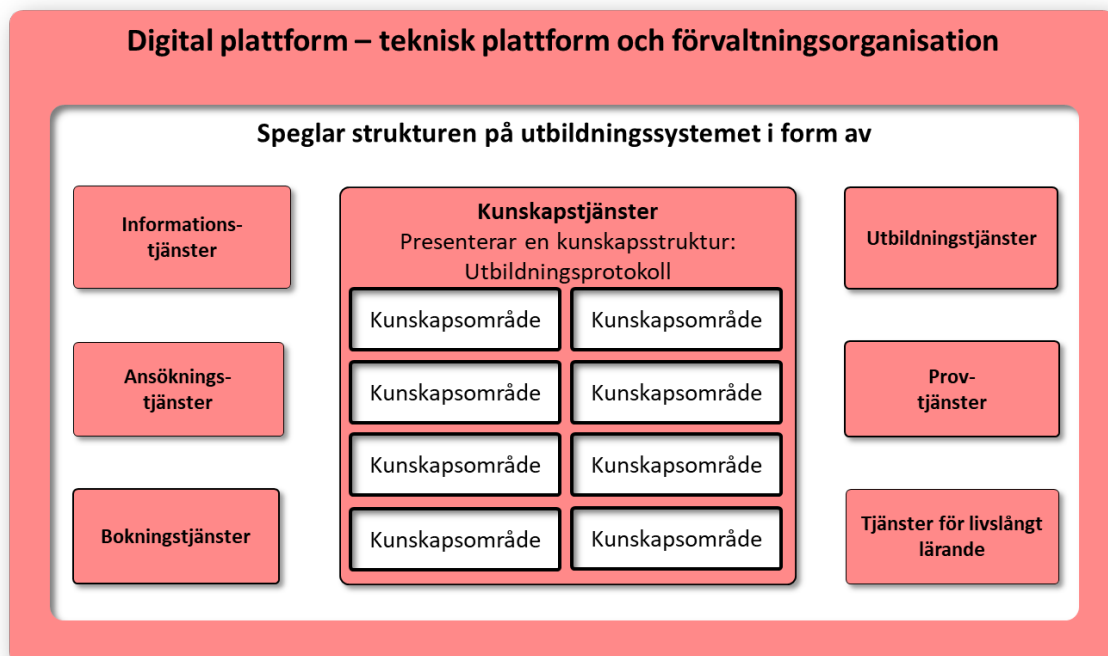 Digital plattform – teknisk plattform och förvaltningsorganisation
Speglar strukturen på utbildningssystemet i form av
Informations-
tjänster
Ansöknings-
tjänster
Bokningstjänster
Kunskapstjänster
Presenterar en kunskapsstruktur:
Utbildningsprotokoll
Kunskapsområde
Kunskapsområde
Kunskapsområde
Kunskapsområde
Kunskapsområde
Kunskapsområde
Kunskapsområde
Kunskapsområde
Utbildningstjänster
Prov-
tjänster
Tjänster för livslångt
lärande